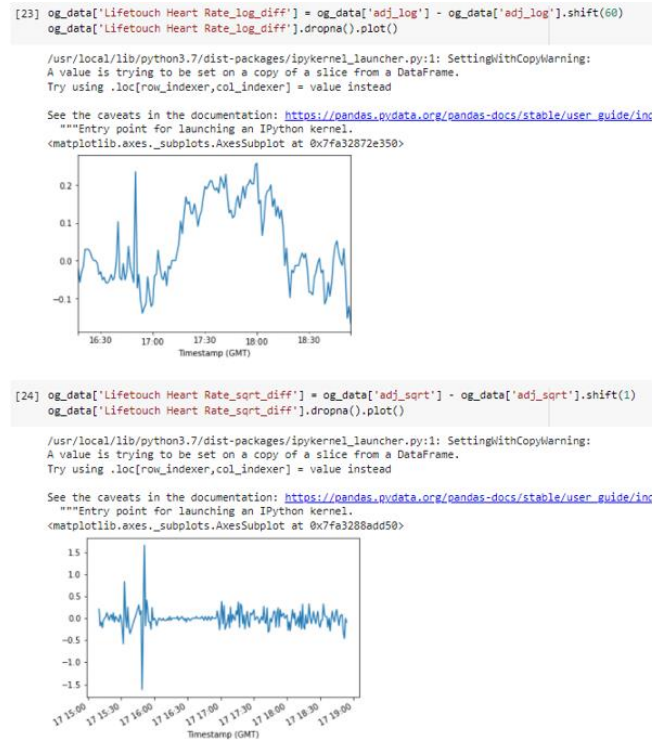 [23] og_data['Lifetouch Heart Rate_log_diff'] = og_data['adj_log'] - og_data['adj_log'].shift(60)
og_data['Lifetouch Heart Rate_log_diff'].dropna().plot()
/usr/local/lib/python3.7/dist-packages/ipykernel_launcher.py:1: SettingWithCopyWarning:
A value is trying to be set on a copy of a slice from a DataFrame.
Try using .loc[row_indexer,col_indexer] = value instead
See the caveats in the documentation: https://pandas.pydata.org/pandas-docs/stable/user_guide/ind
"""Entry point for launching an IPython kernel.
<matplotlib.axes._subplots.AxesSubplot at 0x7fa32872e350>
0.2
0.1
0.0
−0.1
16:30 17:00 17:30 18:00 18:30
Timestamp (GMT)
[24] og_data['Lifetouch Heart Rate_sqrt_diff'] = og_data['adj_sqrt'] - og_data['adj_sqrt'].shift(1)
og_data['Lifetouch Heart Rate_sqrt_diff'].dropna().plot()
/usr/local/lib/python3.7/dist-packages/ipykernel_launcher.py:1: SettingWithCopyWarning:
A value is trying to be set on a copy of a slice from a DataFrame.
Try using .loc[row_indexer,col_indexer] = value instead
See the caveats in the documentation: https://pandas.pydata.org/pandas-docs/stable/user_guide/ind
"""Entry point for launching an IPython kernel.
<matplotlib.axes._subplots.AxesSubplot at 0x7fa3288add50>
1.5
1.0
0.5
0.0
−0.5
−1.0
−1.5
17 15:00 17 15:30 17 16:00 17 16:30 17 17:00 17 17:30 17 18:00 17 18:30 17 19:00
Timestamp (GMT)